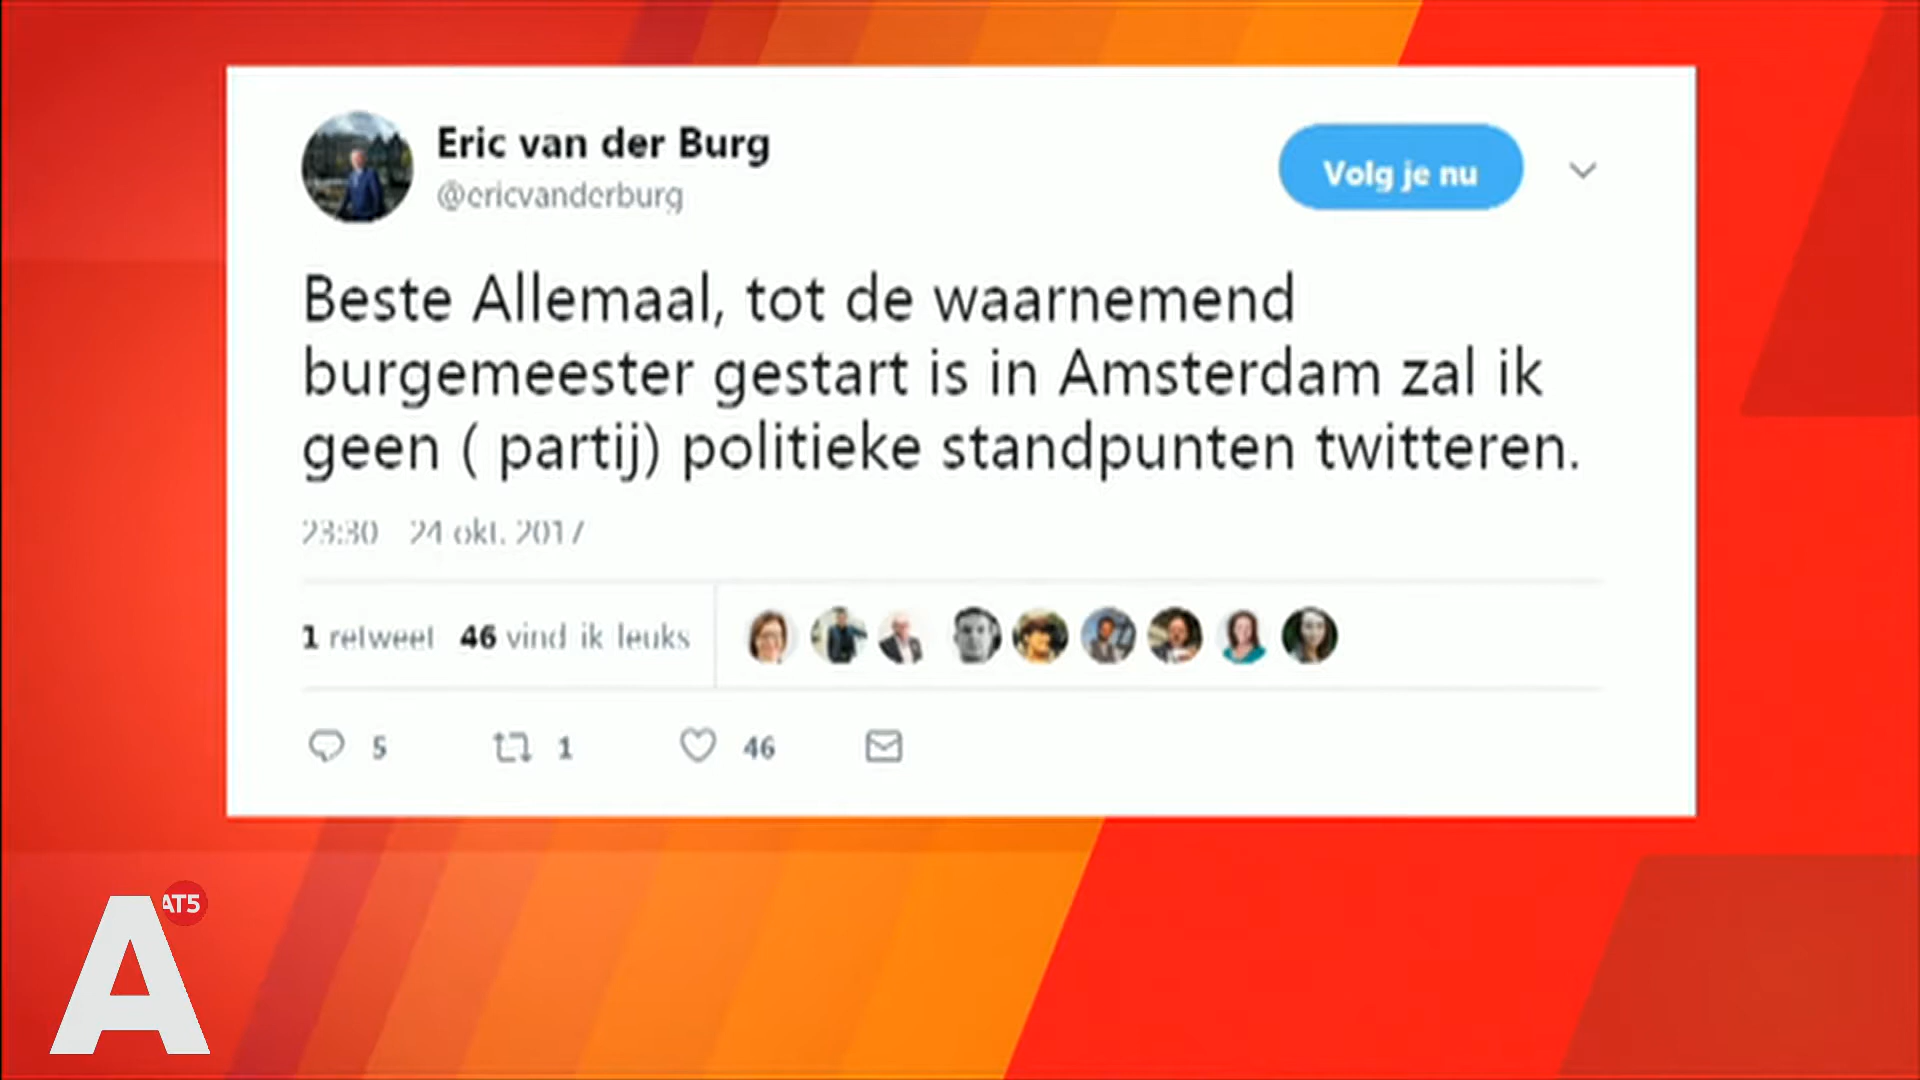 Eric van der Burg
@ericvanderburg
Volg je nu
Beste Allemaal, tot de waarnemend
burgemeester gestart is in Amsterdam zal ik
geen ( partij) politieke standpunten twitteren.
23:30 24 okt. 2017
1 retweet 46 vind ik leuks
5 1 46
A AT5